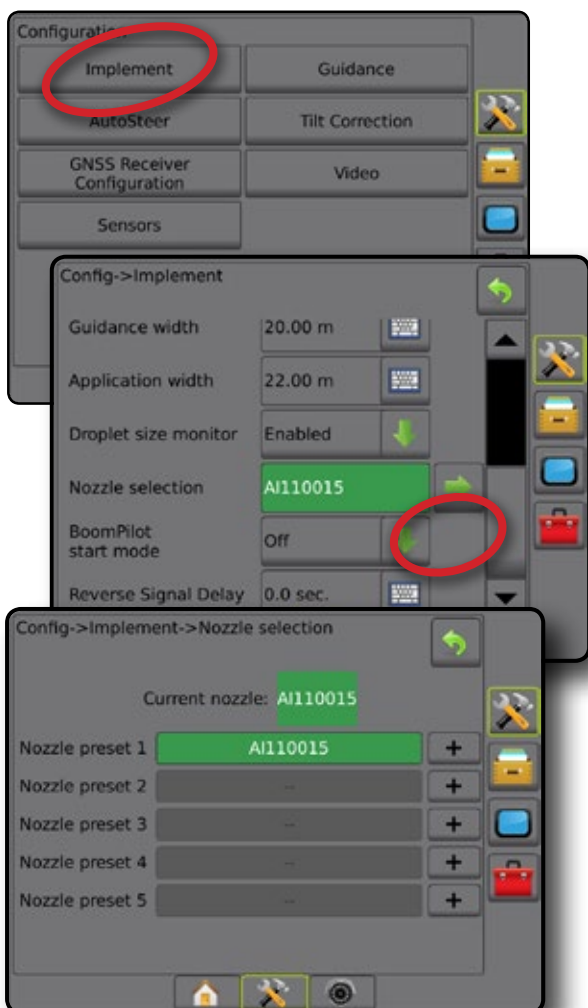 Configuration
Implement
Guidance
AutoSteer
Tilt Correction
GNSS Receiver
Configuration
Video
Sensors
Config->Implement
Guidance width 20.00 m
Application width 22.00 m
Droplet size monitor Enabled
Nozzle selection AI110015
BoomPilot
start mode Off
Reverse Signal Delay 0.0 sec.
Config->Implement->Nozzle selection
Current nozzle: AI110015
Nozzle preset 1 AI110015 +
Nozzle preset 2 -- +
Nozzle preset 3 -- +
Nozzle preset 4 -- +
Nozzle preset 5 -- +